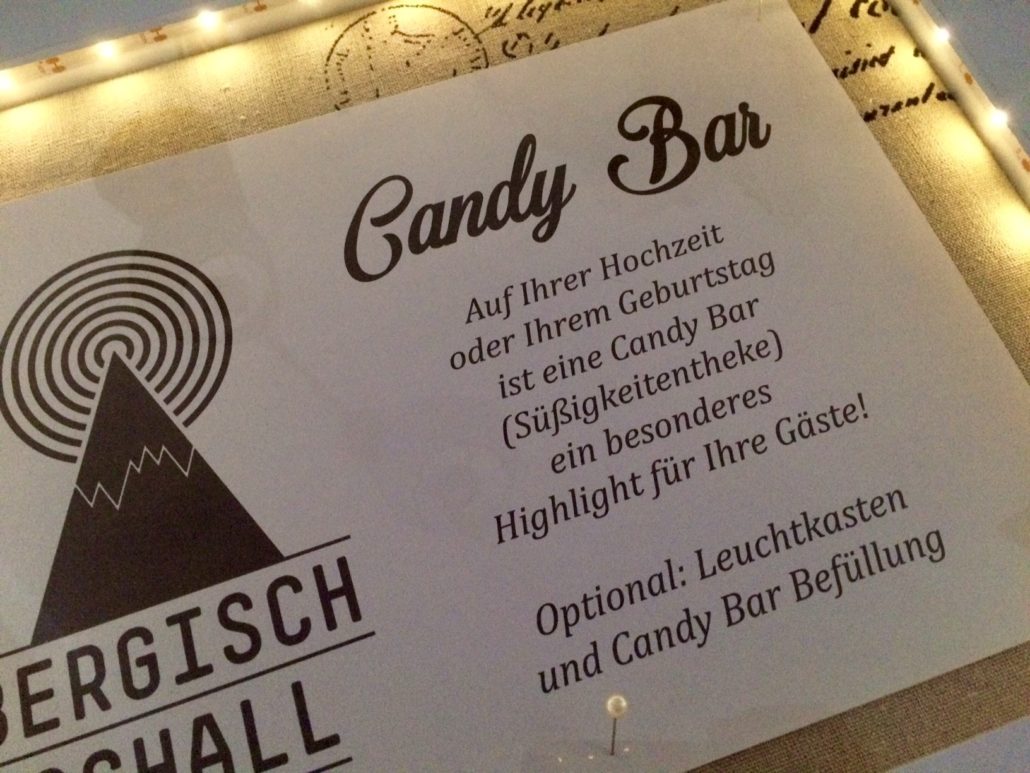 Candy Bar
Auf Ihrer Hochzeit
oder Ihrem Geburtstag
ist eine Candy Bar
(Süßigkeitentheke)
ein besonderes
Highlight für Ihre Gäste!
Optional: Leuchtkasten
und Candy Bar Befüllung
BERGISCH
SCHALL